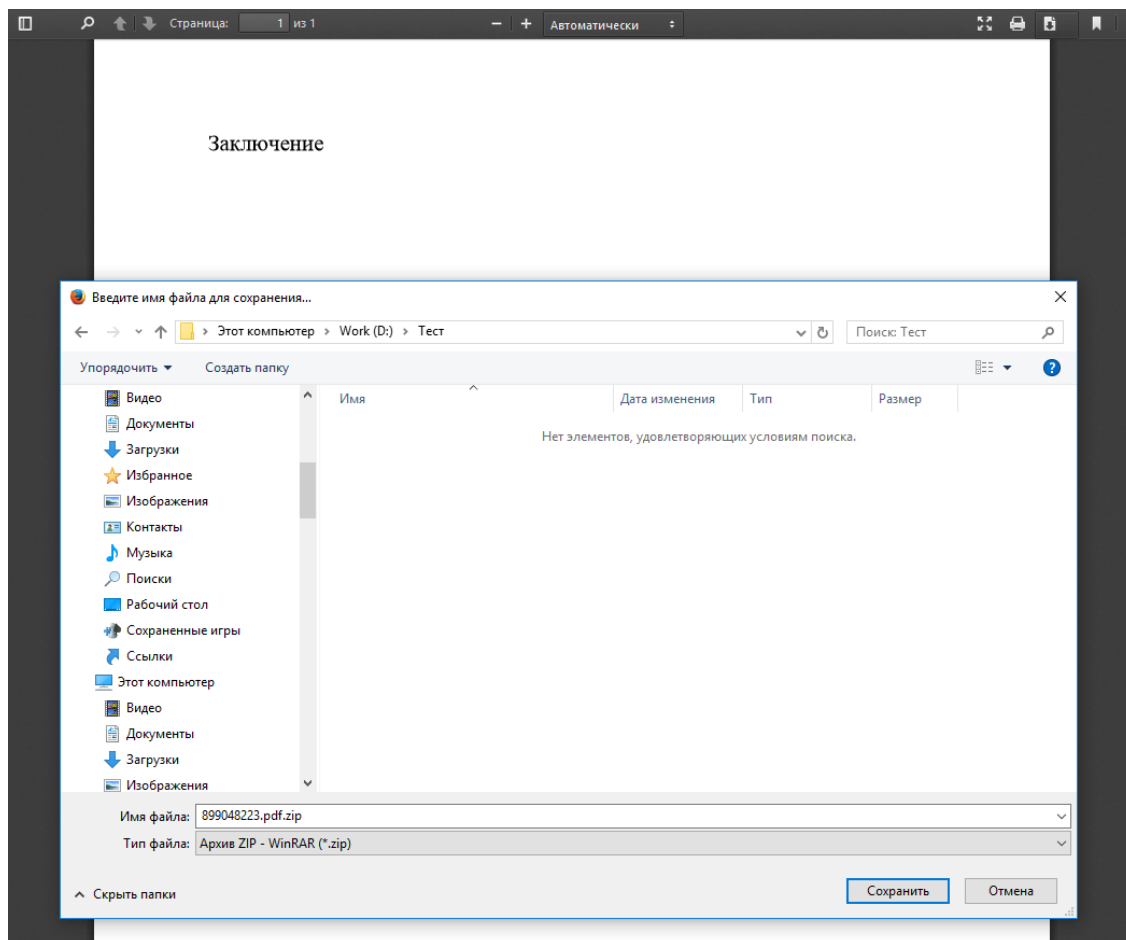 Страница: 1 из 1 Автоматически
Заключение
Введите имя файла для сохранения...
Этот компьютер Work (D:) Тест Поиск: Тест
Упорядочить Создать папку
Имя Дата изменения Тип Размер
Нет элементов, удовлетворяющих условиям поиска.
Видео
Документы
Загрузки
Избранное
Изображения
Контакты
Музыка
Поиски
Рабочий стол
Сохраненные игры
Ссылки
Этот компьютер
Видео
Документы
Загрузки
Изображения
Имя файла: 899048223.pdf.zip
Тип файла: Архив ZIP - WinRAR (*.zip)
Скрыть папки Сохранить Отмена